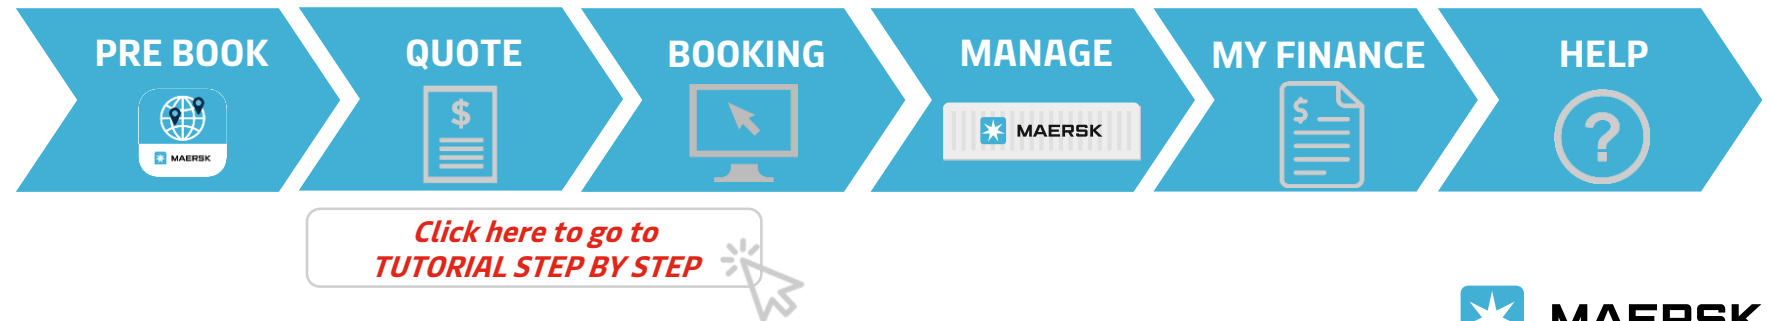 PRE BOOK
QUOTE
BOOKING
MANAGE
MY FINANCE
HELP
$
MAERSK
MAERSK
$
?
Click here to go to
TUTORIAL STEP BY STEP
MAERSK